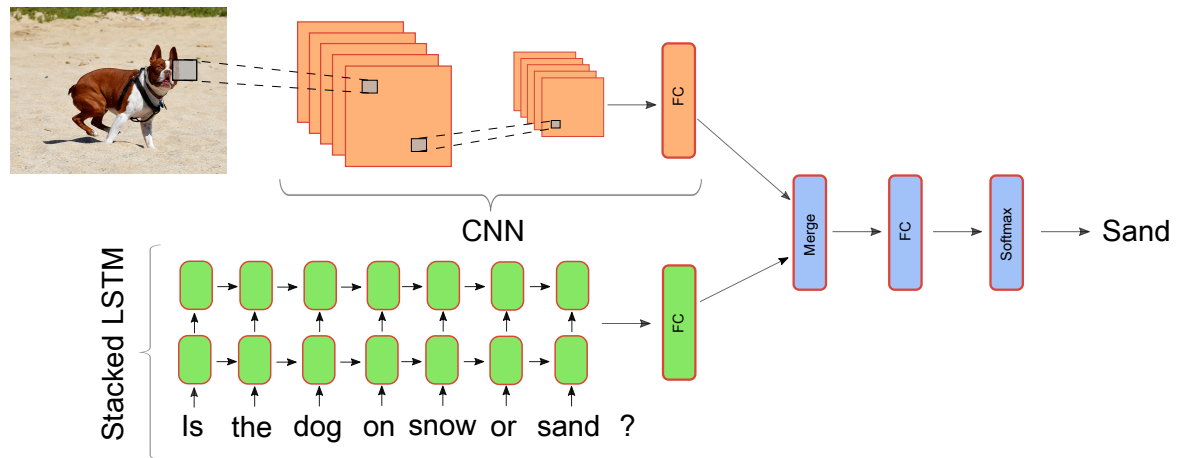 FC
CNN
Merge
FC
Softmax
Sand
Stacked LSTM
FC
Is the dog on snow or sand ?